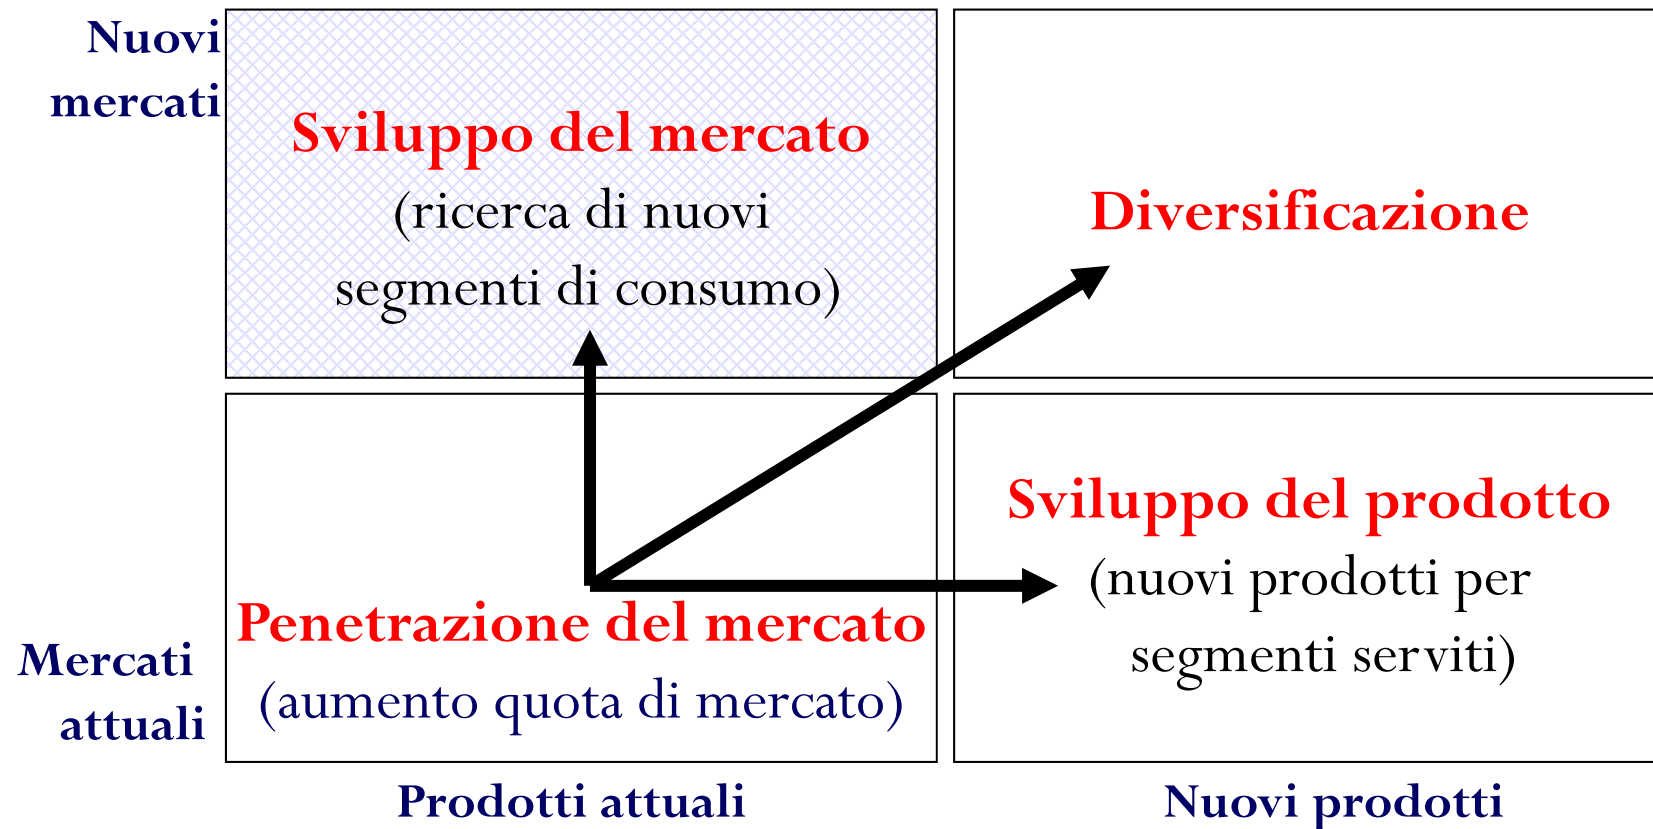 Nuovi
mercati
Sviluppo del mercato
(ricerca di nuovi
segmenti di consumo)
Diversificazione
Mercati
attuali
Penetrazione del mercato
(aumento quota di mercato)
Sviluppo del prodotto
(nuovi prodotti per
segmenti serviti)
Prodotti attuali
Nuovi prodotti